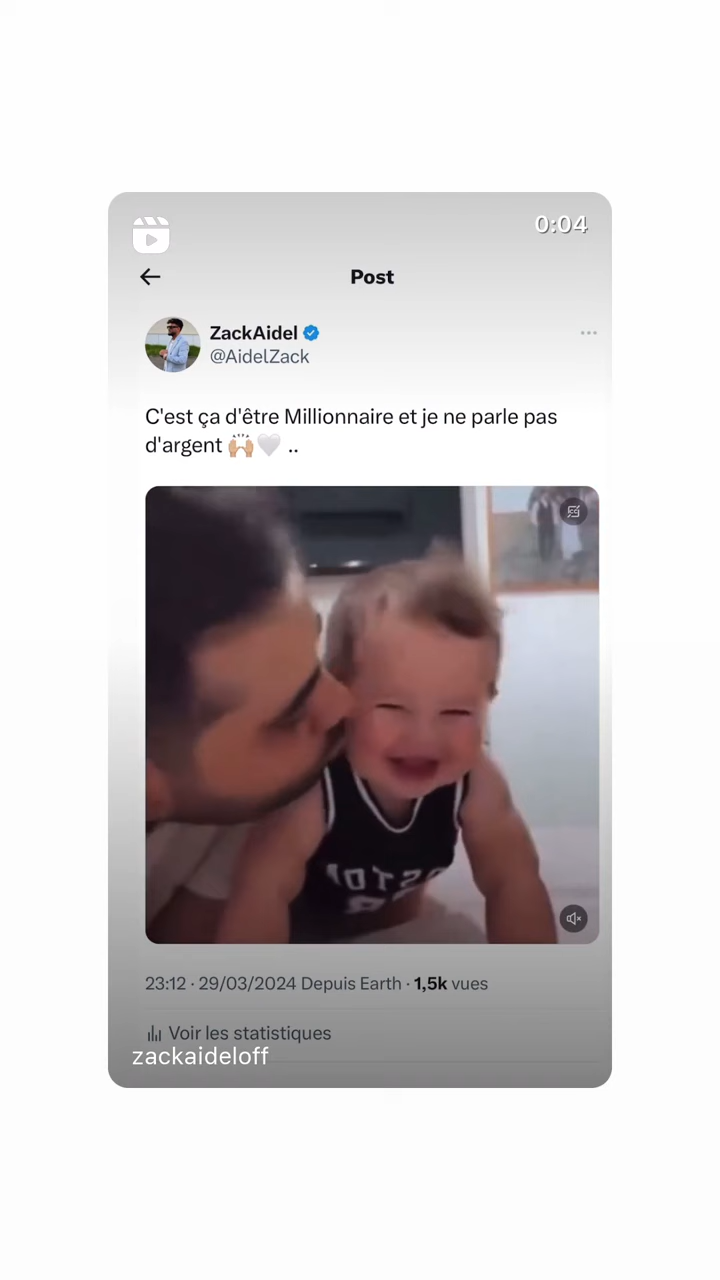 0:04
Post
ZackAidel
@AidelZack
C'est ça d'être Millionnaire et je ne parle pas
d'argent 🙌🏼🤍 ..
23:12 · 29/03/2024 Depuis Earth · 1,5k vues
Voir les statistiques
zackaideloff